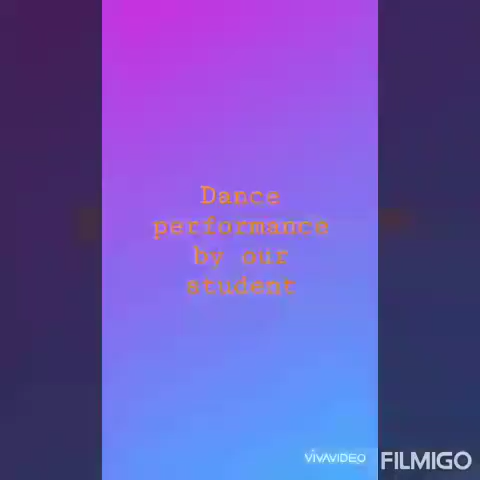 Dance
performance
by our
student
VIVAVIDEO
FILMIGO